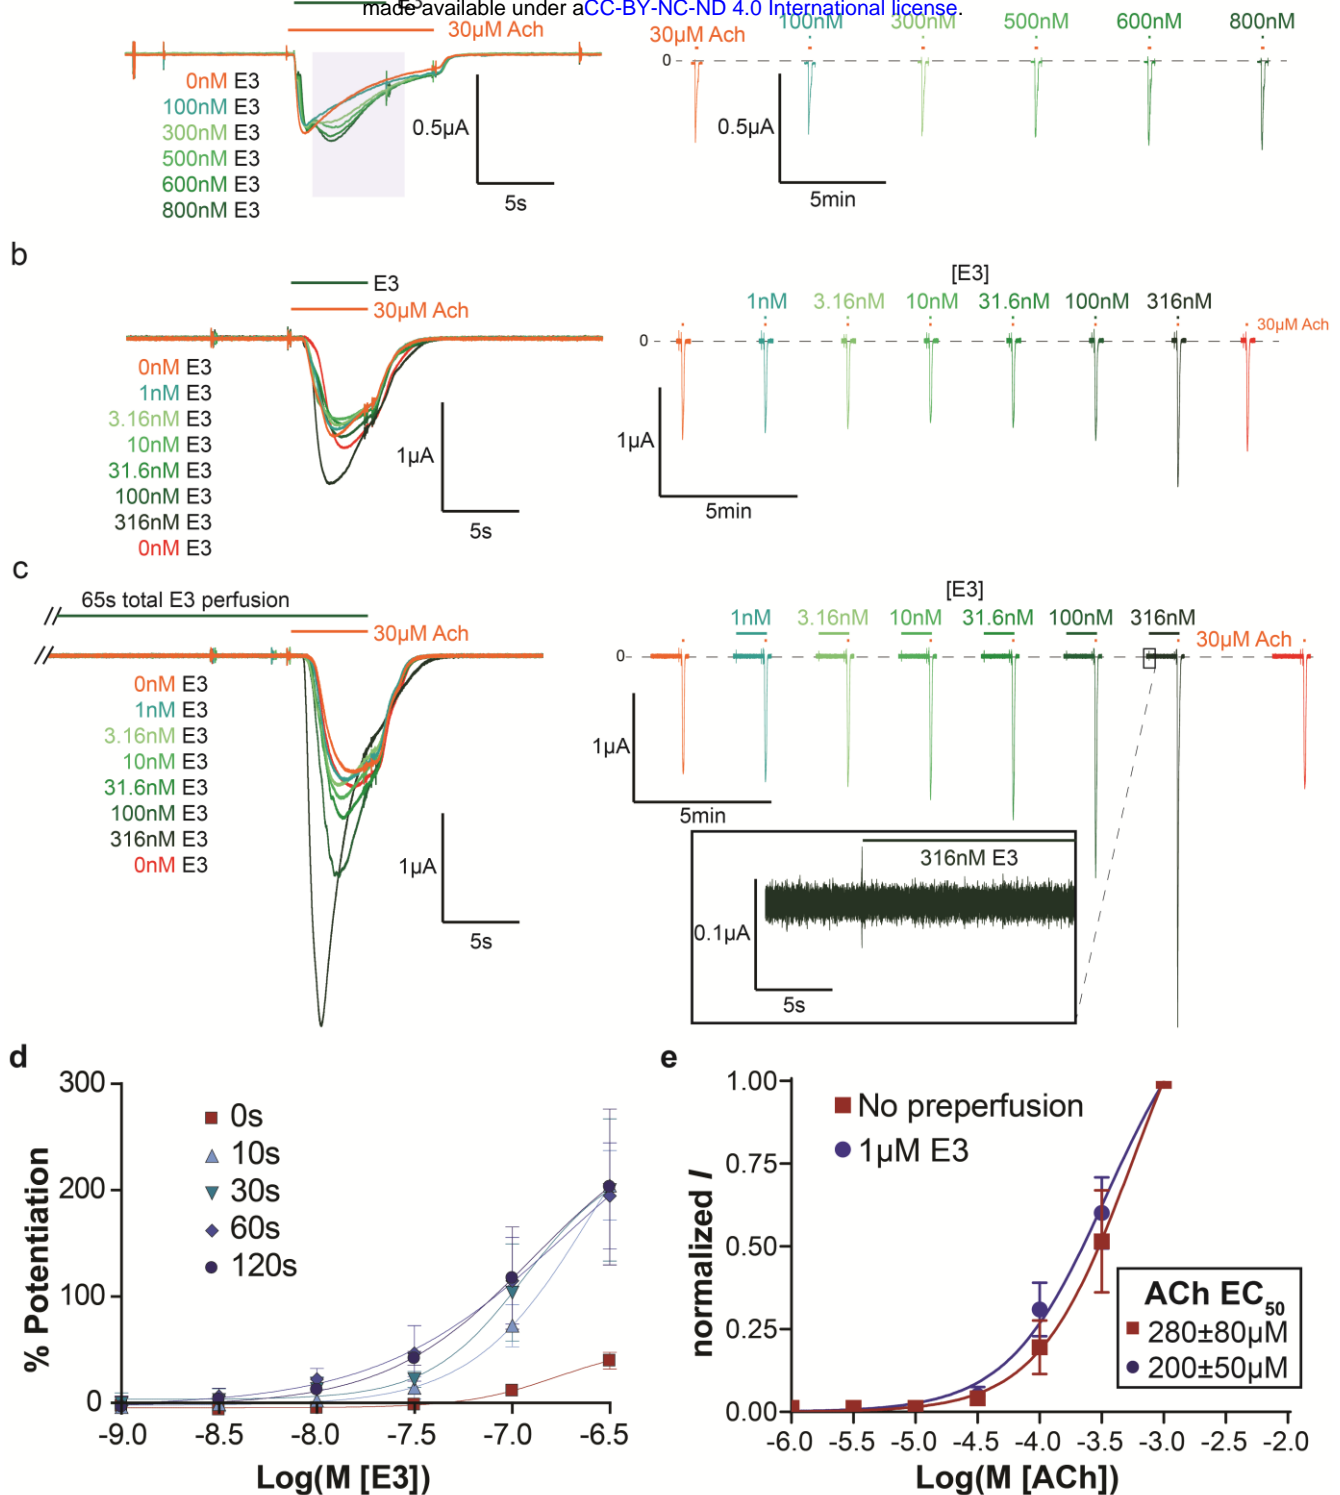 made available under aCC-BY-NC-ND 4.0 International license.
E3
30µM Ach
0nM E3
100nM E3
300nM E3
500nM E3
600nM E3
800nM E3
0.5µA
5s
30µM Ach
100nM
300nM
500nM
600nM
800nM
0
0.5µA
5min
b
E3
30µM Ach
0nM E3
1nM E3
3.16nM E3
10nM E3
31.6nM E3
100nM E3
316nM E3
0nM E3
1µA
5s
[E3]
1nM
3.16nM
10nM
31.6nM
100nM
316nM
30µM Ach
0
1µA
5min
c
65s total E3 perfusion
30µM Ach
0nM E3
1nM E3
3.16nM E3
10nM E3
31.6nM E3
100nM E3
316nM E3
0nM E3
1µA
5s
[E3]
1nM
3.16nM
10nM
31.6nM
100nM
316nM
30µM Ach
0
1µA
5min
316nM E3
0.1µA
5s
d
% Potentiation
300
200
100
0
0s
10s
30s
60s
120s
-9.0
-8.5
-8.0
-7.5
-7.0
-6.5
Log(M [E3])
e
normalized I
1.00
0.75
0.50
0.25
0.00
No preperfusion
1µM E3
ACh EC50
280±80µM
200±50µM
-6.0
-5.5
-5.0
-4.5
-4.0
-3.5
-3.0
-2.5
-2.0
Log(M [ACh])